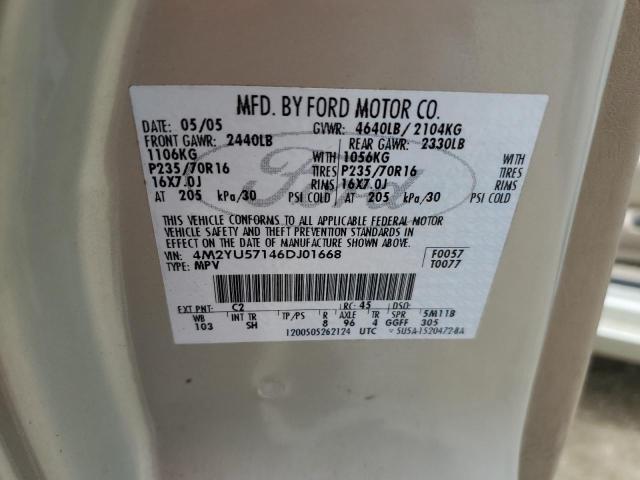 MFD. BY FORD MOTOR CO.
DATE: 05/05 GVWR: 4640LB/ 2104KG
FRONT GAWR: 2440LB REAR GAWR: 2330LB
1106KG WITH 1056KG WITH
P235/70R16 TIRES P235/70R16 TIRES
16X7.0J RIMS 16X7.0J RIMS
AT 205 kPa/30 PSI COLD AT 205 kPa/30 PSI COLD
THIS VEHICLE CONFORMS TO ALL APPLICABLE FEDERAL MOTOR
VEHICLE SAFETY AND THEFT PREVENTION STANDARDS IN
EFFECT ON THE DATE OF MANUFACTURE SHOWN ABOVE.
VIN: 4M2YU57146DJ01668 F0057
TYPE: MPV T0077
EXT PNT: C2 RC: 45 DSO:
WB INT TR TP/PS R AXLE TR SPR 5M11B
103 SH 8 96 4 GGFF 305
1200505262124 UTC 5U5A-1520472-BA
Ford